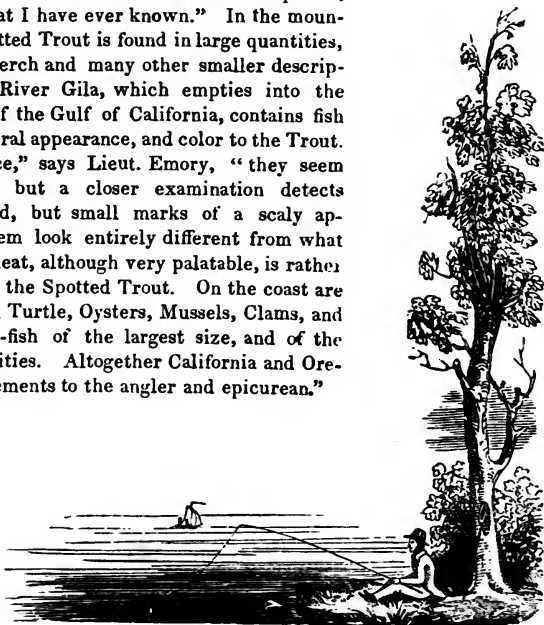 at I have ever known.” In the moun-
tted Trout is found in large quantities,
erch and many other smaller descrip-
River Gila, which empties into the
f the Gulf of California, contains fish
ral appearance, and color to the Trout.
ce,” says Lieut. Emory, “ they seem
but a closer examination detects
d, but small marks of a scaly ap-
em look entirely different from what
eat, although very palatable, is rather
the Spotted Trout. On the coast are
Turtle, Oysters, Mussels, Clams, and
-fish of the largest size, and of the
ities. Altogether California and Ore-
ements to the angler and epicurean.”